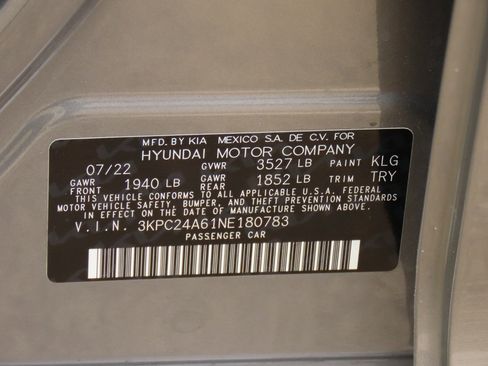 MFD. BY KIA MEXICO S.A. DE C.V. FOR
HYUNDAI MOTOR COMPANY
07/22 GVWR 3527 LB PAINT KLG
GAWR FRONT 1940 LB GAWR REAR 1852 LB TRIM TRY
THIS VEHICLE CONFORMS TO ALL APPLICABLE U.S.A. FEDERAL
MOTOR VEHICLE SAFETY, BUMPER, AND THEFT PREVENTION STANDARDS
IN EFFECT ON THE DATE OF MANUFACTURE SHOWN ABOVE.
V.I.N. 3KPC24A61NE180783
PASSENGER CAR